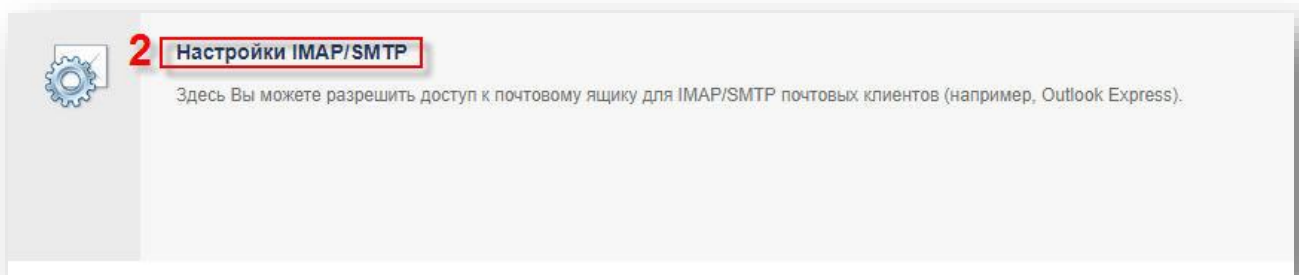 2 Настройки IMAP/SMTP
Здесь Вы можете разрешить доступ к почтовому ящику для IMAP/SMTP почтовых клиентов (например, Outlook Express).